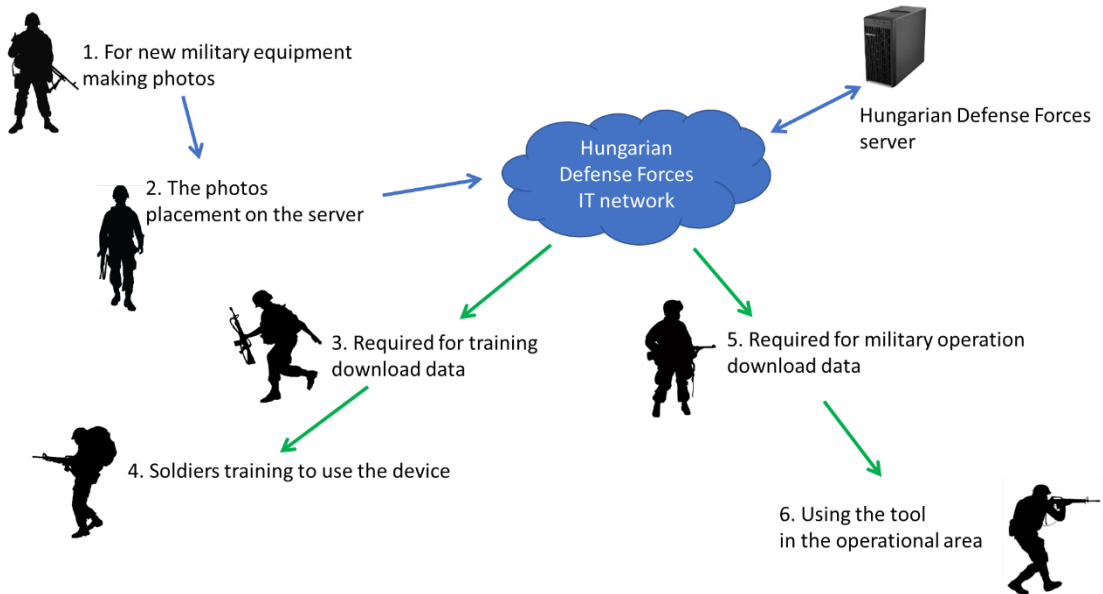 1. For new military equipment
making photos
Hungarian Defense Forces
server
Hungarian
Defense Forces
IT network
2. The photos
placement on the server
3. Required for training
download data
5. Required for military operation
download data
4. Soldiers training to use the device
6. Using the tool
in the operational area